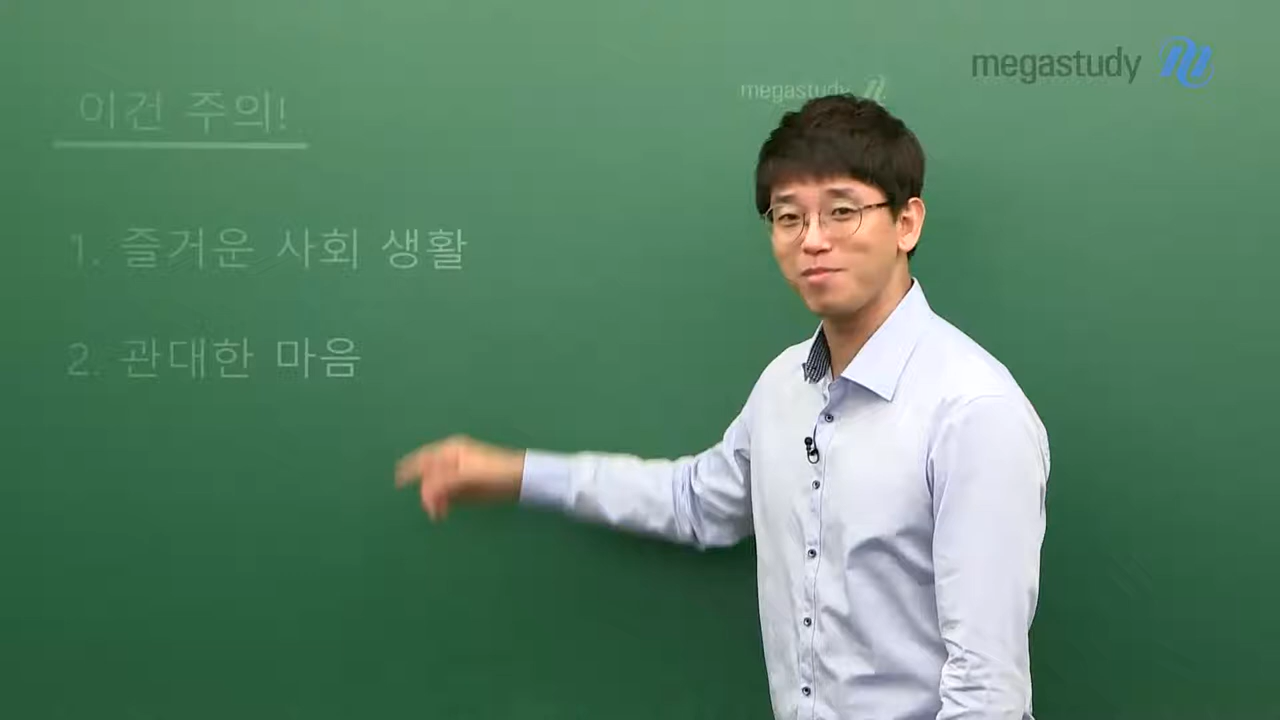 megastudy
megastudy
이건 주의!
1. 즐거운 사회 생활
2. 관대한 마음